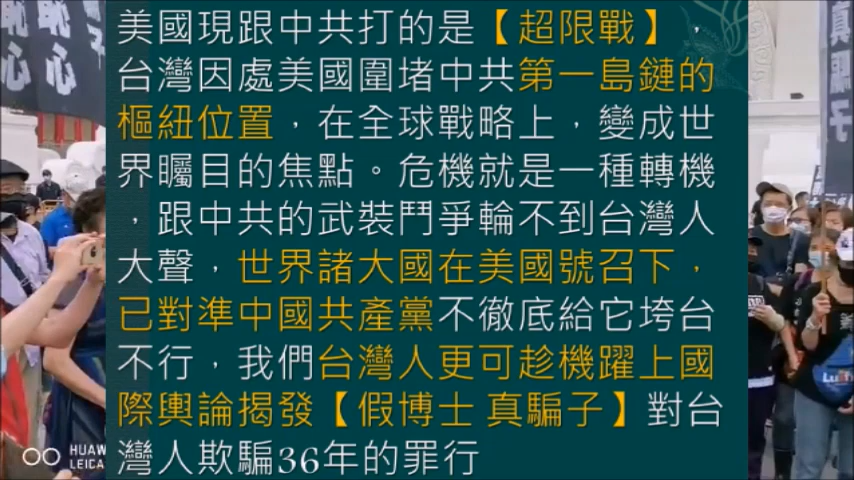 美國現跟中共打的是【超限戰】，
台灣因處美國圍堵中共第一島鏈的
樞紐位置，在全球戰略上，變成世
界矚目的焦點。危機就是一種轉機
，跟中共的武裝鬥爭輪不到台灣人
大聲，世界諸大國在美國號召下，
已對準中國共產黨不徹底給它垮台
不行，我們台灣人更可趁機躍上國
際輿論揭發【假博士 真騙子】對台
灣人欺騙36年的罪行
真騙子
HUAW
LEICA